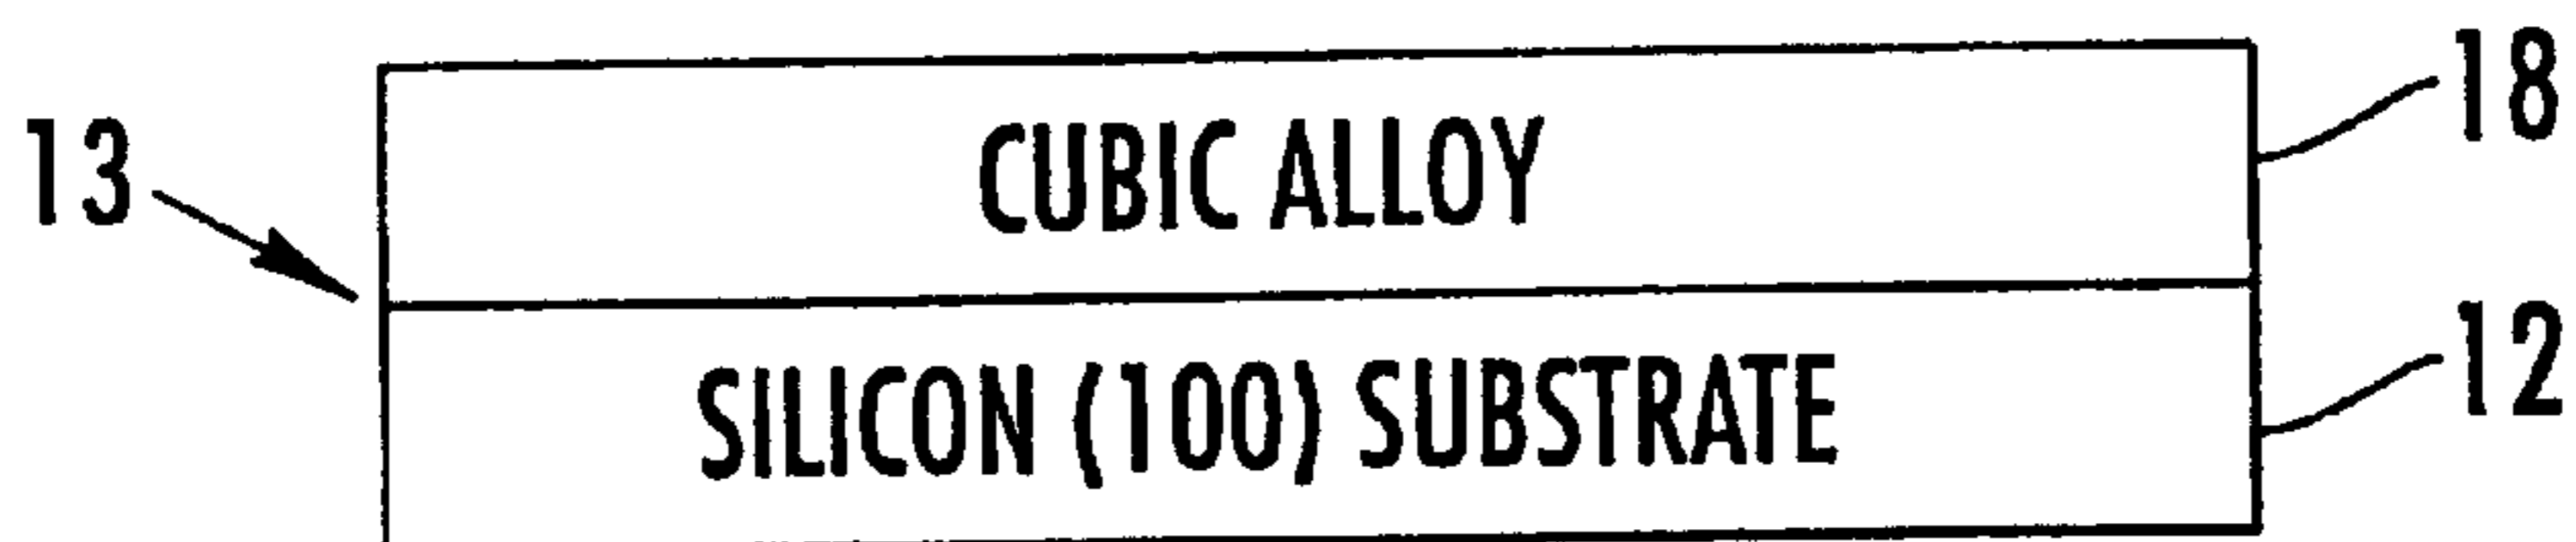 18
CUBIC ALLOY
13
12
SILICON (100) SUBSTRATE